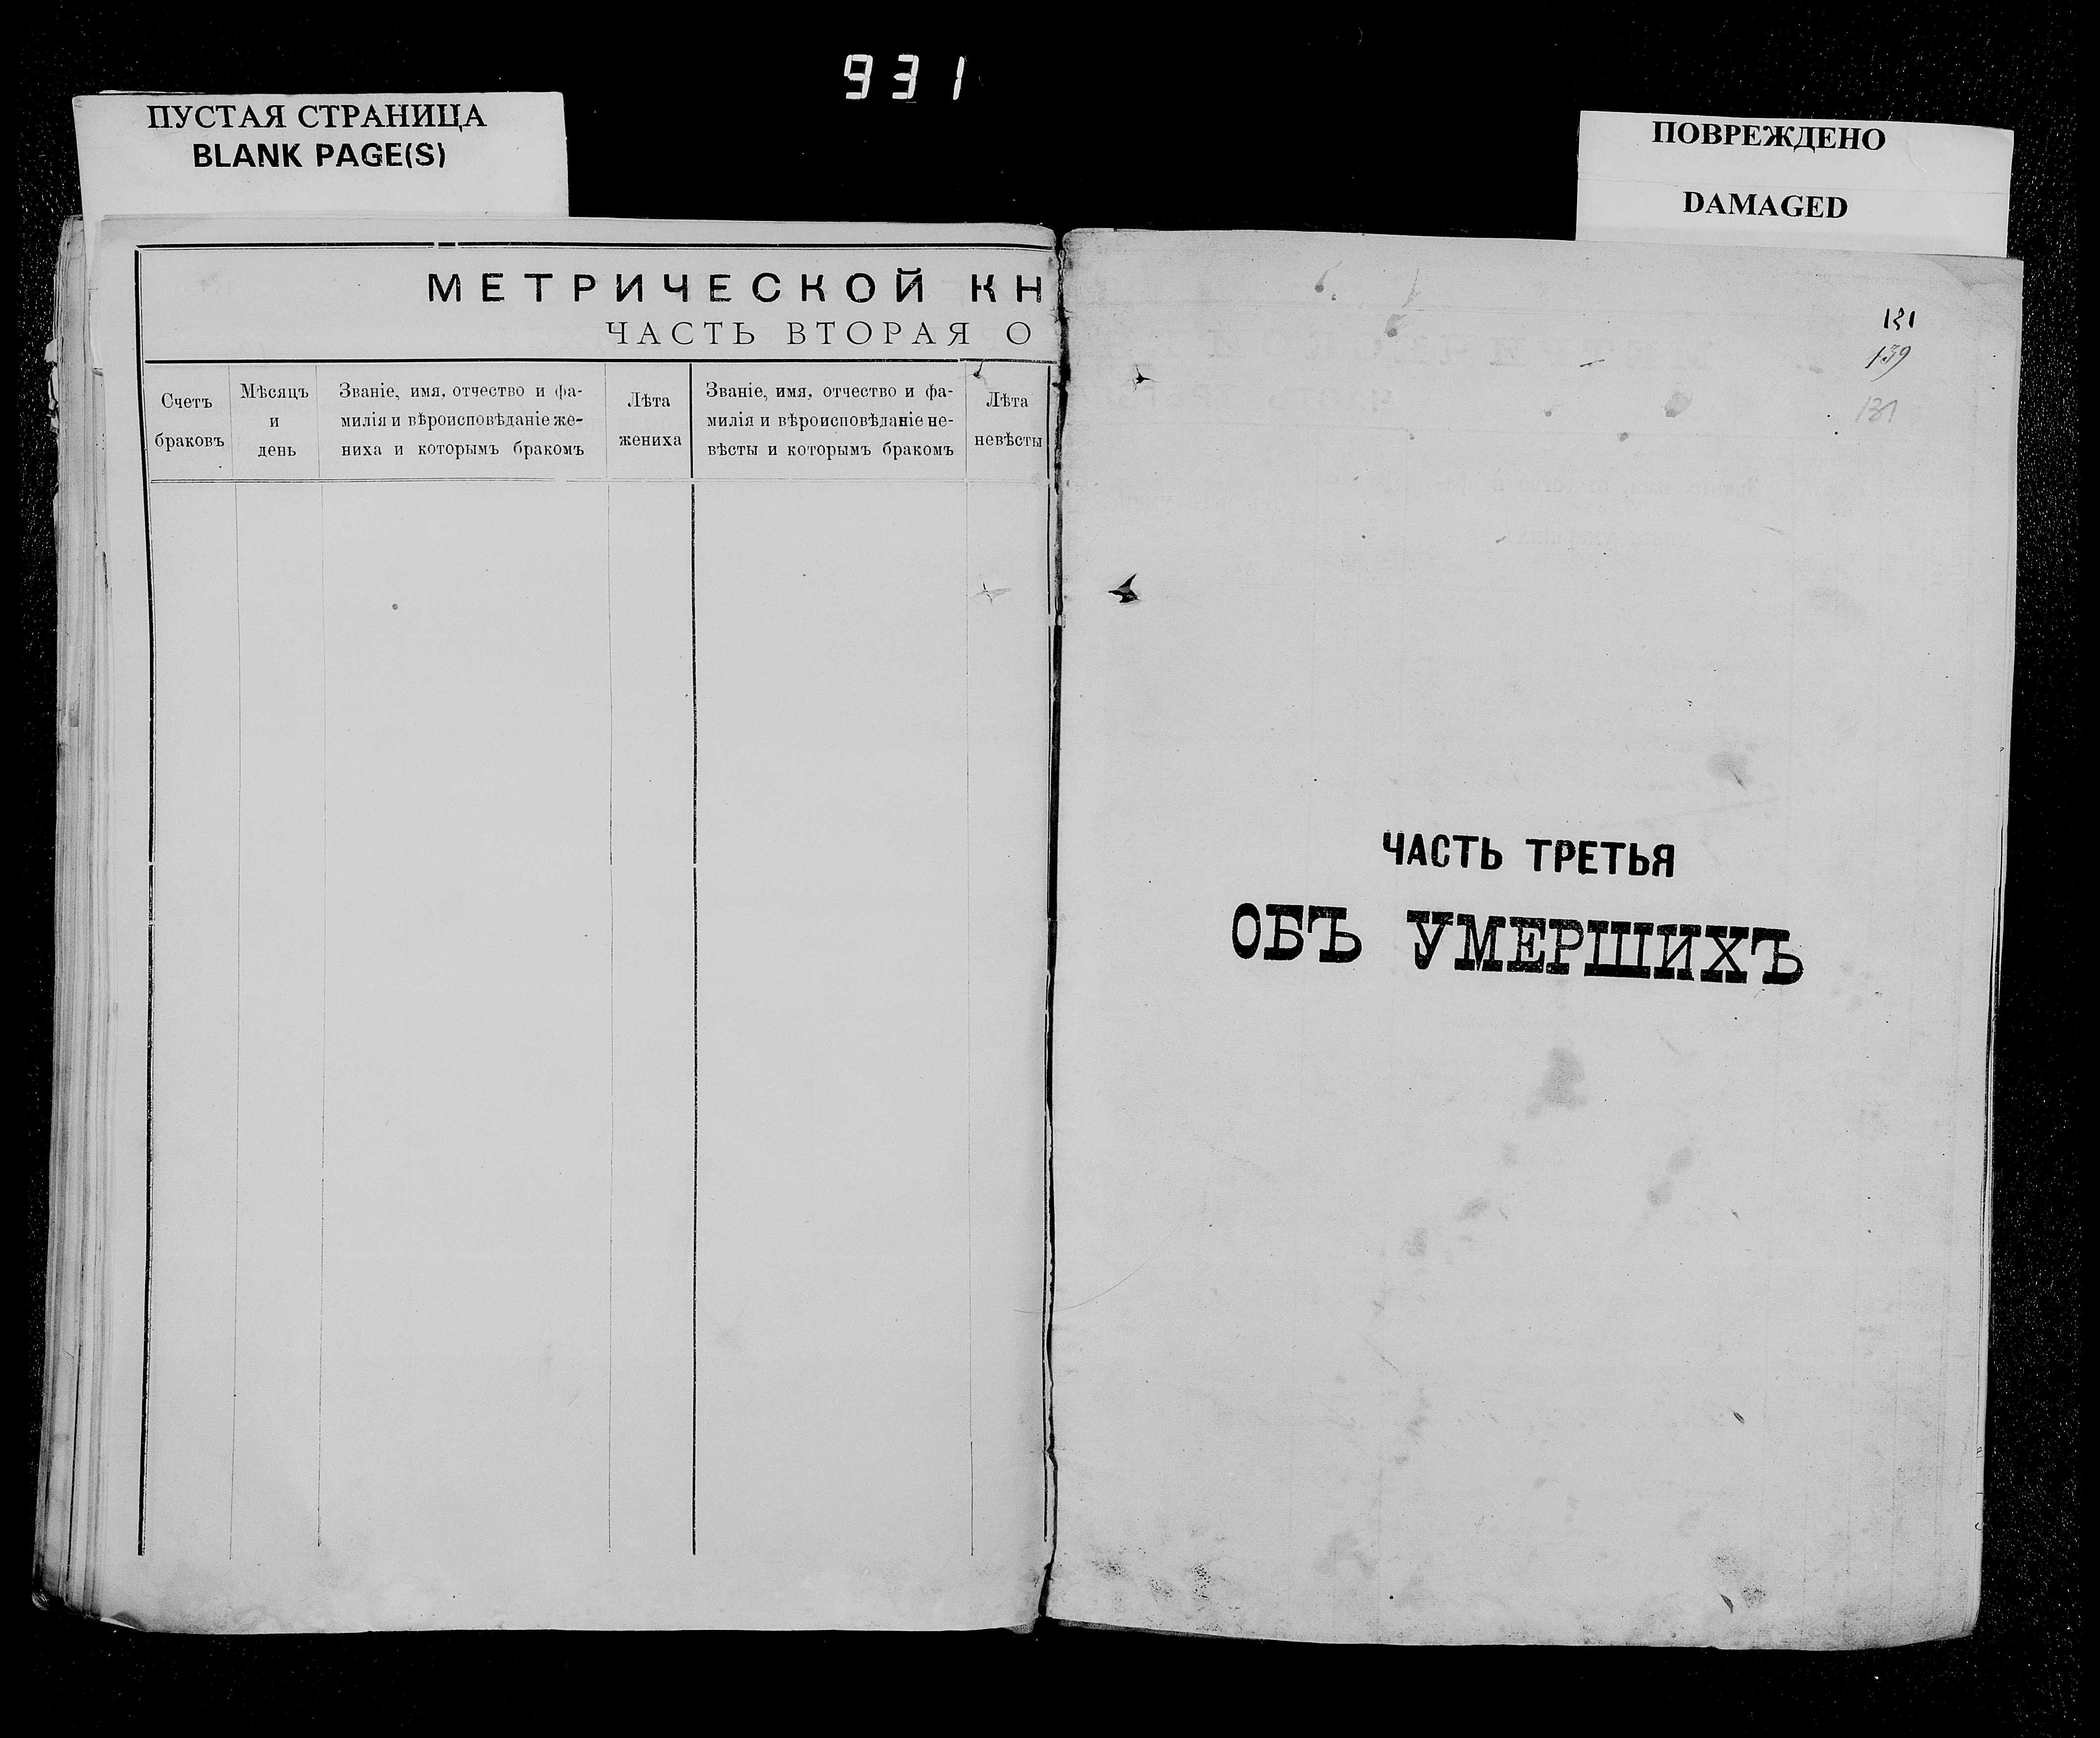 931
ПУСТАЯ СТРАНИЦА
BLANK PAGE(S)
ПОВРЕЖДЕНО
DAMAGED
МЕТРИЧЕСКОЙ КН
ЧАСТЬ ВТОРАЯ О
Счетъ
браковъ
Мѣсяцъ
и
день
Званіе, имя, отчество и фа-
милія и вѣроисповѣданіе же-
ниха и которымъ бракомъ
Лѣта
жениха
Званіе, имя, отчество и фа-
милія и вѣроисповѣданіе не-
вѣсты и которымъ бракомъ
Лѣта
невѣсты
131
139
131
ЧАСТЬ ТРЕТЬЯ
ОБЪ УМЕРШИХЪ